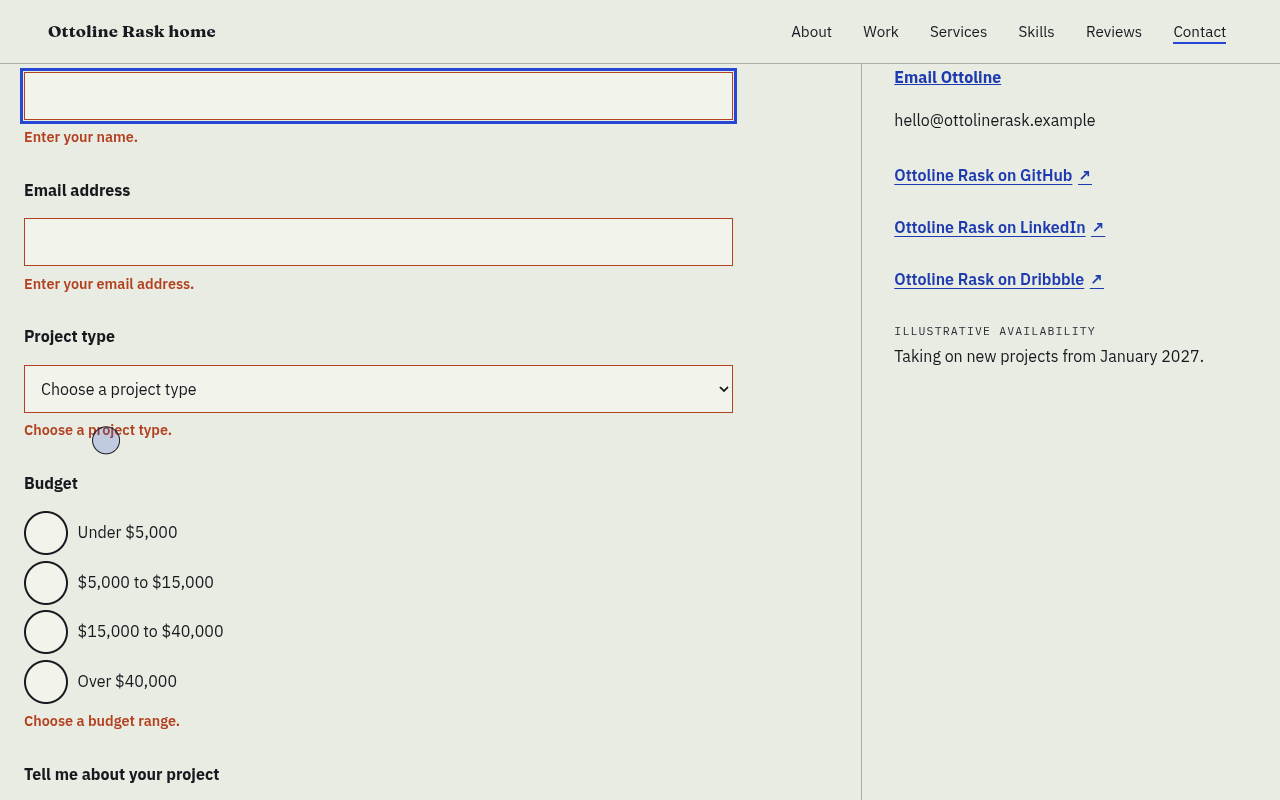 Ottoline Rask home
About
Work
Services
Skills
Reviews
Contact
Enter your name.
Email address
Enter your email address.
Project type
Choose a project type
Choose a project type.
Budget
Under $5,000
$5,000 to $15,000
$15,000 to $40,000
Over $40,000
Choose a budget range.
Tell me about your project
Email Ottoline
hello@ottolinerask.example
Ottoline Rask on GitHub ↗
Ottoline Rask on LinkedIn ↗
Ottoline Rask on Dribbble ↗
ILLUSTRATIVE AVAILABILITY
Taking on new projects from January 2027.